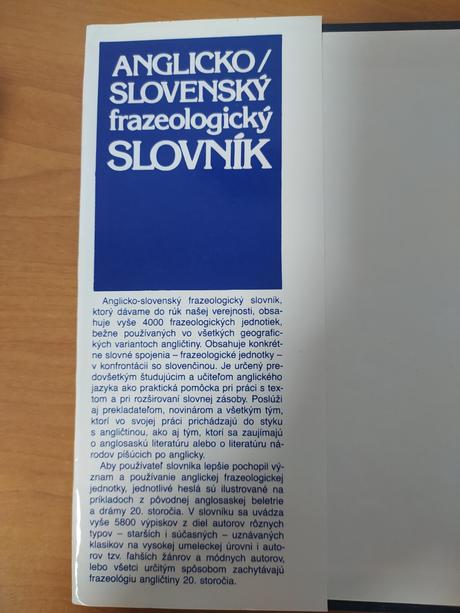 ANGLICKO/
SLOVENSKÝ
frazeologický
SLOVNÍK
Anglicko-slovenský frazeologický slovník,
ktorý dávame do rúk našej verejnosti, obsa-
huje vyše 4000 frazeologických jednotiek,
bežne používaných vo všetkých geografic-
kých variantoch angličtiny. Obsahuje konkrét-
ne slovné spojenia – frazeologické jednotky –
v konfrontácii so slovenčinou. Je určený pre-
dovšetkým študujúcim a učiteľom anglického
jazyka ako praktická pomôcka pri práci s tex-
tom a pri rozširovaní slovnej zásoby. Poslúži
aj prekladateľom, novinárom a všetkým tým,
ktorí vo svojej práci prichádzajú do styku
s angličtinou, ako aj tým, ktorí sa zaujímajú
o anglosaskú literatúru alebo o literatúru ná-
rodov píšúcich po anglicky.
Aby používateľ slovníka lepšie pochopil výz-
nam a používanie anglickej frazeologickej
jednotky, jednotlivé heslá sú ilustrované na
príkladoch z pôvodnej anglosaskej beletrie
a drámy 20. storočia. V slovníku sa uvádza
vyše 5800 výpiskov z diel autorov rôznych
typov – starších i súčasných – uznávaných
klasikov na vysokej umeleckej úrovni i auto-
rov tzv. ľahších žánrov a módnych autorov,
lebo všetci určitým spôsobom zachytávajú
frazeológiu angličtiny 20. storočia.